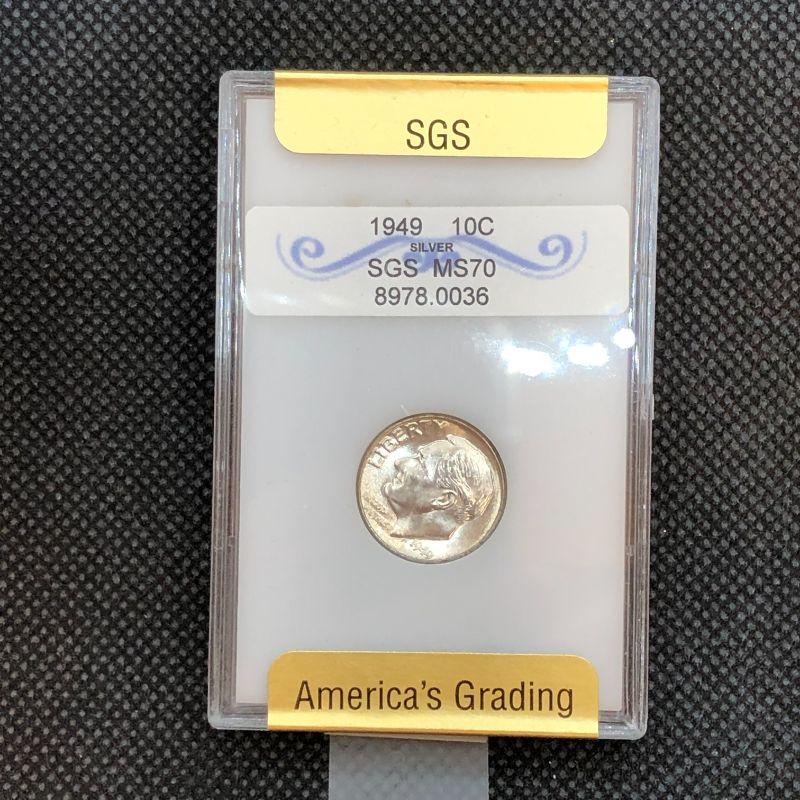 SGS
1949 10C
SILVER
SGS MS70
8978.0036
LIBERTY
America's Grading